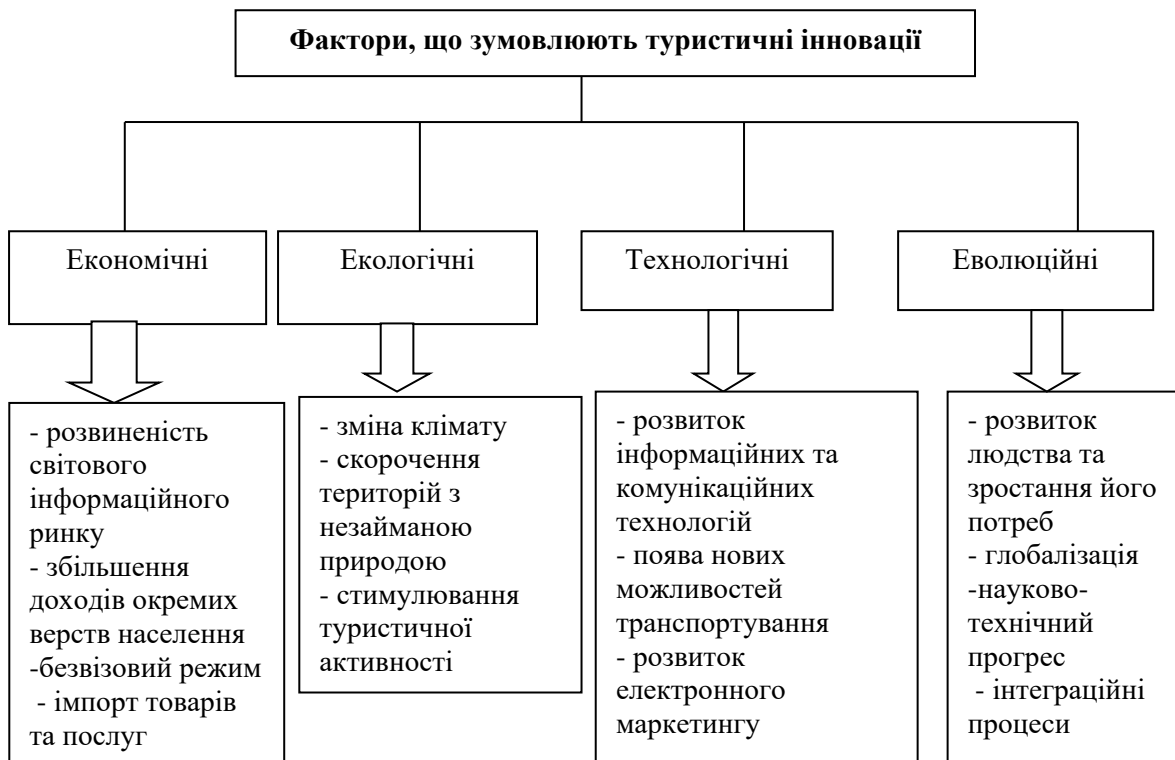 Фактори, що зумовлюють туристичні інновації
Економічні
Екологічні
Технологічні
Еволюційні
- розвиненість
світового
інформаційного
ринку
- збільшення
доходів окремих
верств населення
-безвізовий режим
- імпорт товарів
та послуг
- зміна клімату
- скорочення
територій з
незайманою
природою
- стимулювання
туристичної
активності
- розвиток
інформаційних та
комунікаційних
технологій
- поява нових
можливостей
транспортування
- розвиток
електронного
маркетингу
- розвиток
людства та
зростання його
потреб
- глобалізація
-науково-
технічний
прогрес
- інтеграційні
процеси